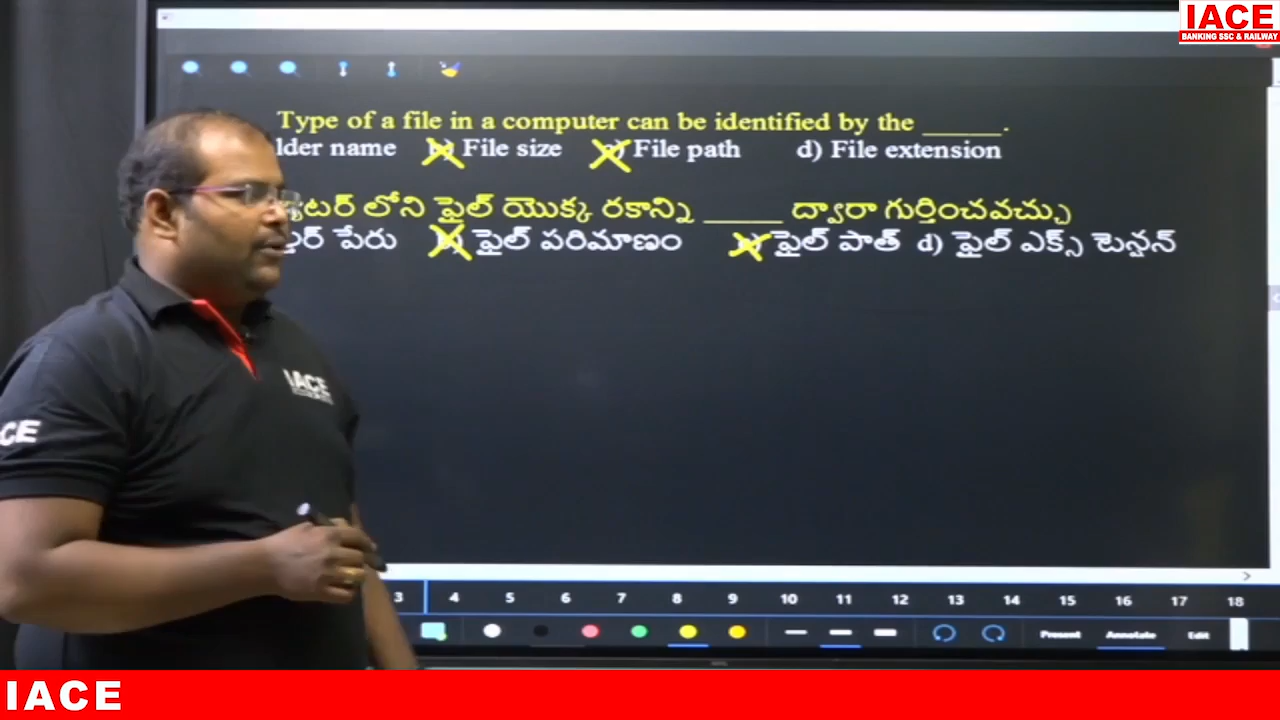 IACE
BANKING SSC & RAILWAY
Type of a file in a computer can be identified by the ______.
lder name b) File size c) File path d) File extension
్యూటర్ లోని ఫైల్ యొక్క రకాన్ని ______ ద్వారా గుర్తించవచ్చు
పేరు ఫైల్ పరిమాణం ఫైల్ పాత్ d) ఫైల్ ఎక్స్ టెన్షన్
IACE
CE
3 4 5 6 7 8 9 10 11 12 13 14 15 16 17 18
Present Annotate Edit
IACE